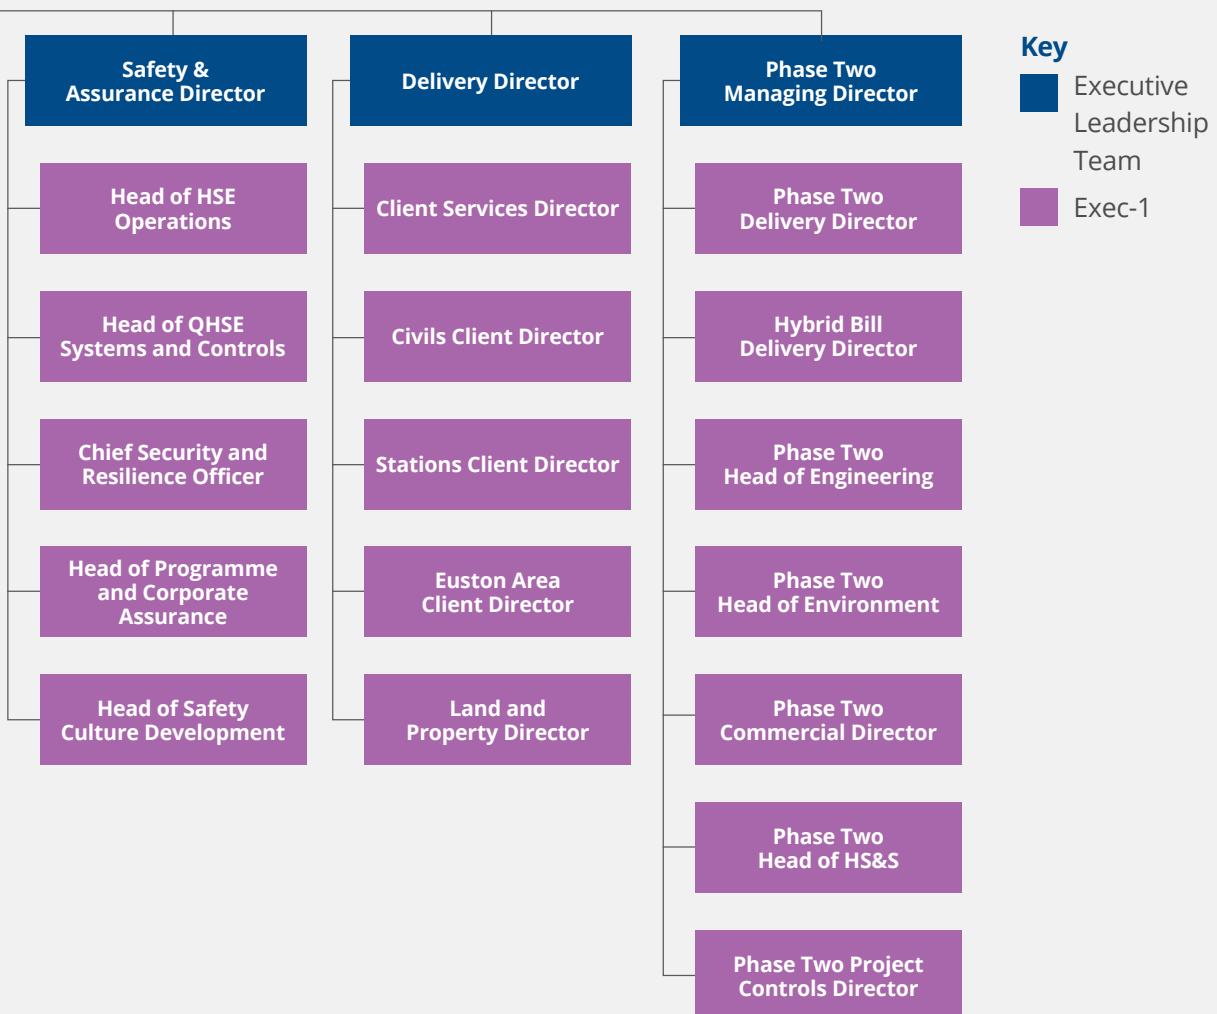 Safety &
Assurance Director
Head of HSE
Operations
Head of QHSE
Systems and Controls
Chief Security and
Resilience Officer
Head of Programme
and Corporate
Assurance
Head of Safety
Culture Development
Delivery Director
Client Services Director
Civils Client Director
Stations Client Director
Euston Area
Client Director
Land and
Property Director
Phase Two
Managing Director
Phase Two
Delivery Director
Hybrid Bill
Delivery Director
Phase Two
Head of Engineering
Phase Two
Head of Environment
Phase Two
Commercial Director
Phase Two
Head of HS&S
Phase Two Project
Controls Director
Key
Executive
Leadership
Team
Exec-1